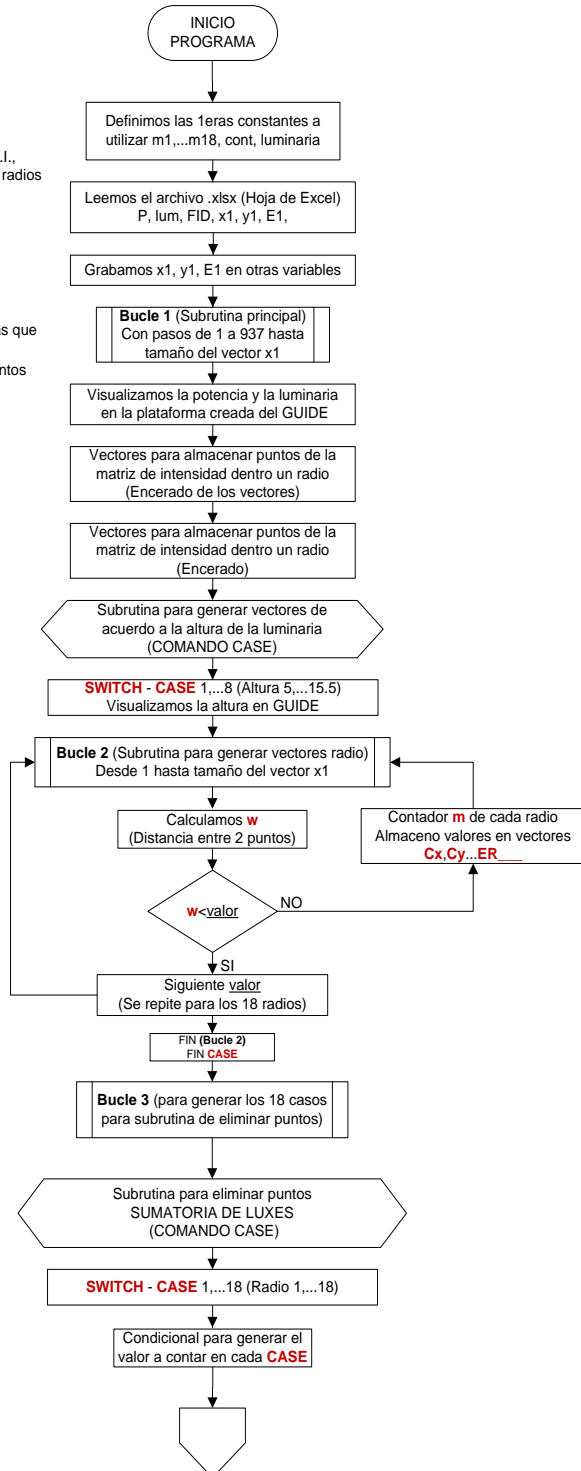 INICIO
PROGRAMA
Definimos las 1eras constantes a
utilizar m1,...m18, cont, luminaria
.I.,
radios
Leemos el archivo .xlsx (Hoja de Excel)
P, lum, FID, x1, y1, E1,
Grabamos x1, y1, E1 en otras variables
Bucle 1 (Subrutina principal)
Con pasos de 1 a 937 hasta
tamaño del vector x1
s que
ntos
Visualizamos la potencia y la luminaria
en la plataforma creada del GUIDE
Vectores para almacenar puntos de la
matriz de intensidad dentro un radio
(Encerado de los vectores)
Vectores para almacenar puntos de la
matriz de intensidad dentro un radio
(Encerado)
Subrutina para generar vectores de
acuerdo a la altura de la luminaria
(COMANDO CASE)
SWITCH - CASE 1,...8 (Altura 5,...15.5)
Visualizamos la altura en GUIDE
Bucle 2 (Subrutina para generar vectores radio)
Desde 1 hasta tamaño del vector x1
Calculamos w
(Distancia entre 2 puntos)
Contador m de cada radio
Almaceno valores en vectores
Cx,Cy...ER___
w<valor
NO
SI
Siguiente valor
(Se repite para los 18 radios)
FIN (Bucle 2)
FIN CASE
Bucle 3 (para generar los 18 casos
para subrutina de eliminar puntos)
Subrutina para eliminar puntos
SUMATORIA DE LUXES
(COMANDO CASE)
SWITCH - CASE 1,...18 (Radio 1,...18)
Condicional para generar el
valor a contar en cada CASE